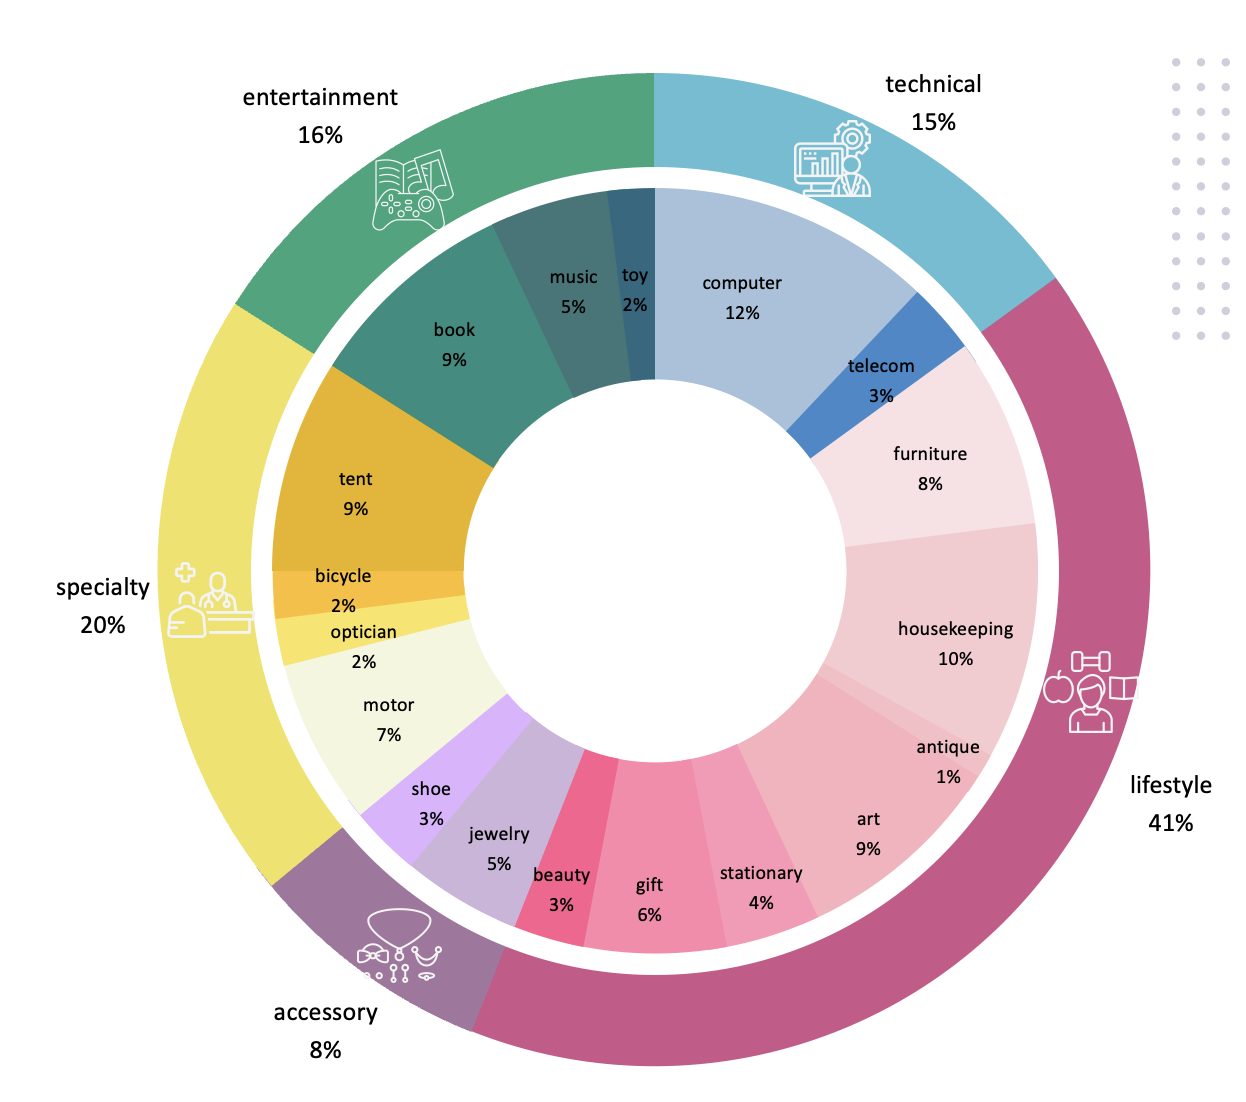 entertainment
16%
technical
15%
music
5%
toy
2%
computer
12%
book
9%
telecom
3%
furniture
8%
tent
9%
bicycle
2%
specialty
20%
optician
2%
housekeeping
10%
motor
7%
antique
1%
shoe
3%
lifestyle
41%
jewelry
5%
art
9%
beauty
3%
gift
6%
stationary
4%
accessory
8%